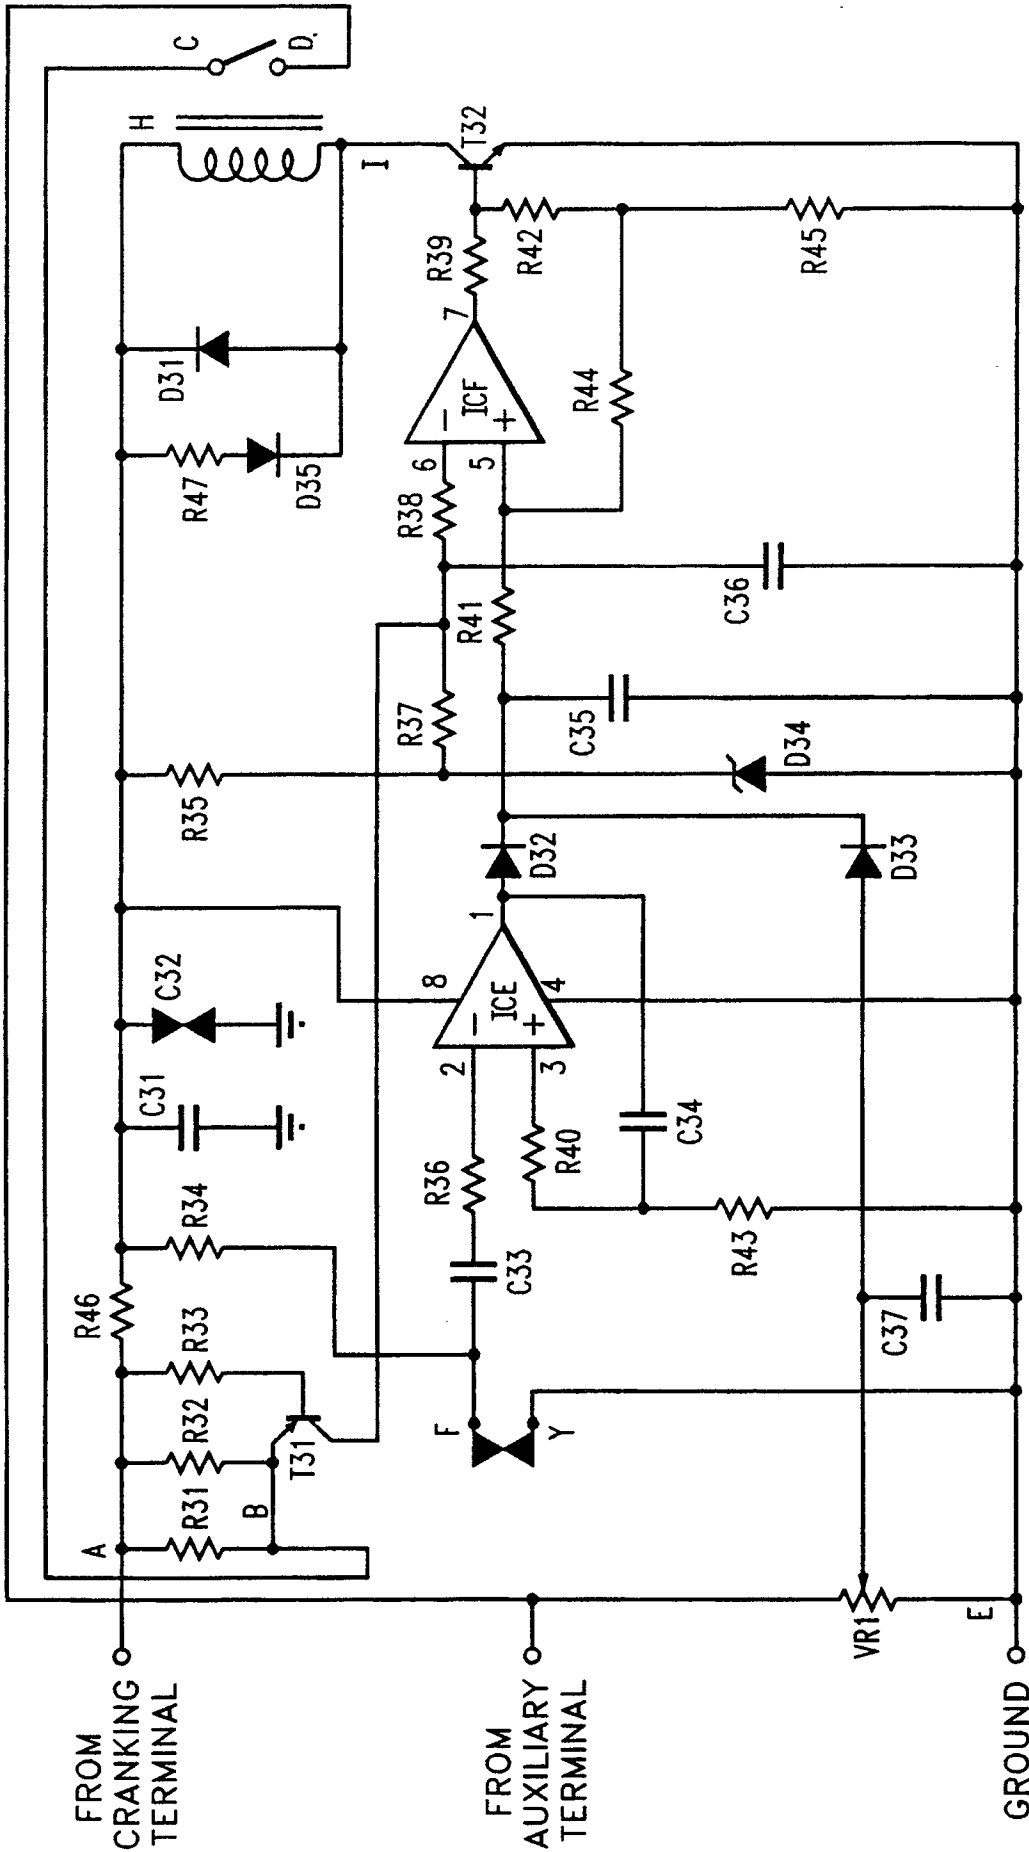 FROM
CRANKING
TERMINAL
FROM
AUXILIARY
TERMINAL
GROUND
A
B
R31
R32
R33
T31
R46
R34
C31
C32
R35
R47
D35
D31
H
C
D
I
T32
F
Y
C33
R36
2
3
8
4
1
ICE
R40
C34
R43
D32
R37
R38
R41
6
5
7
ICF
R39
R42
R44
R45
C35
C36
D34
D33
C37
VR1
E